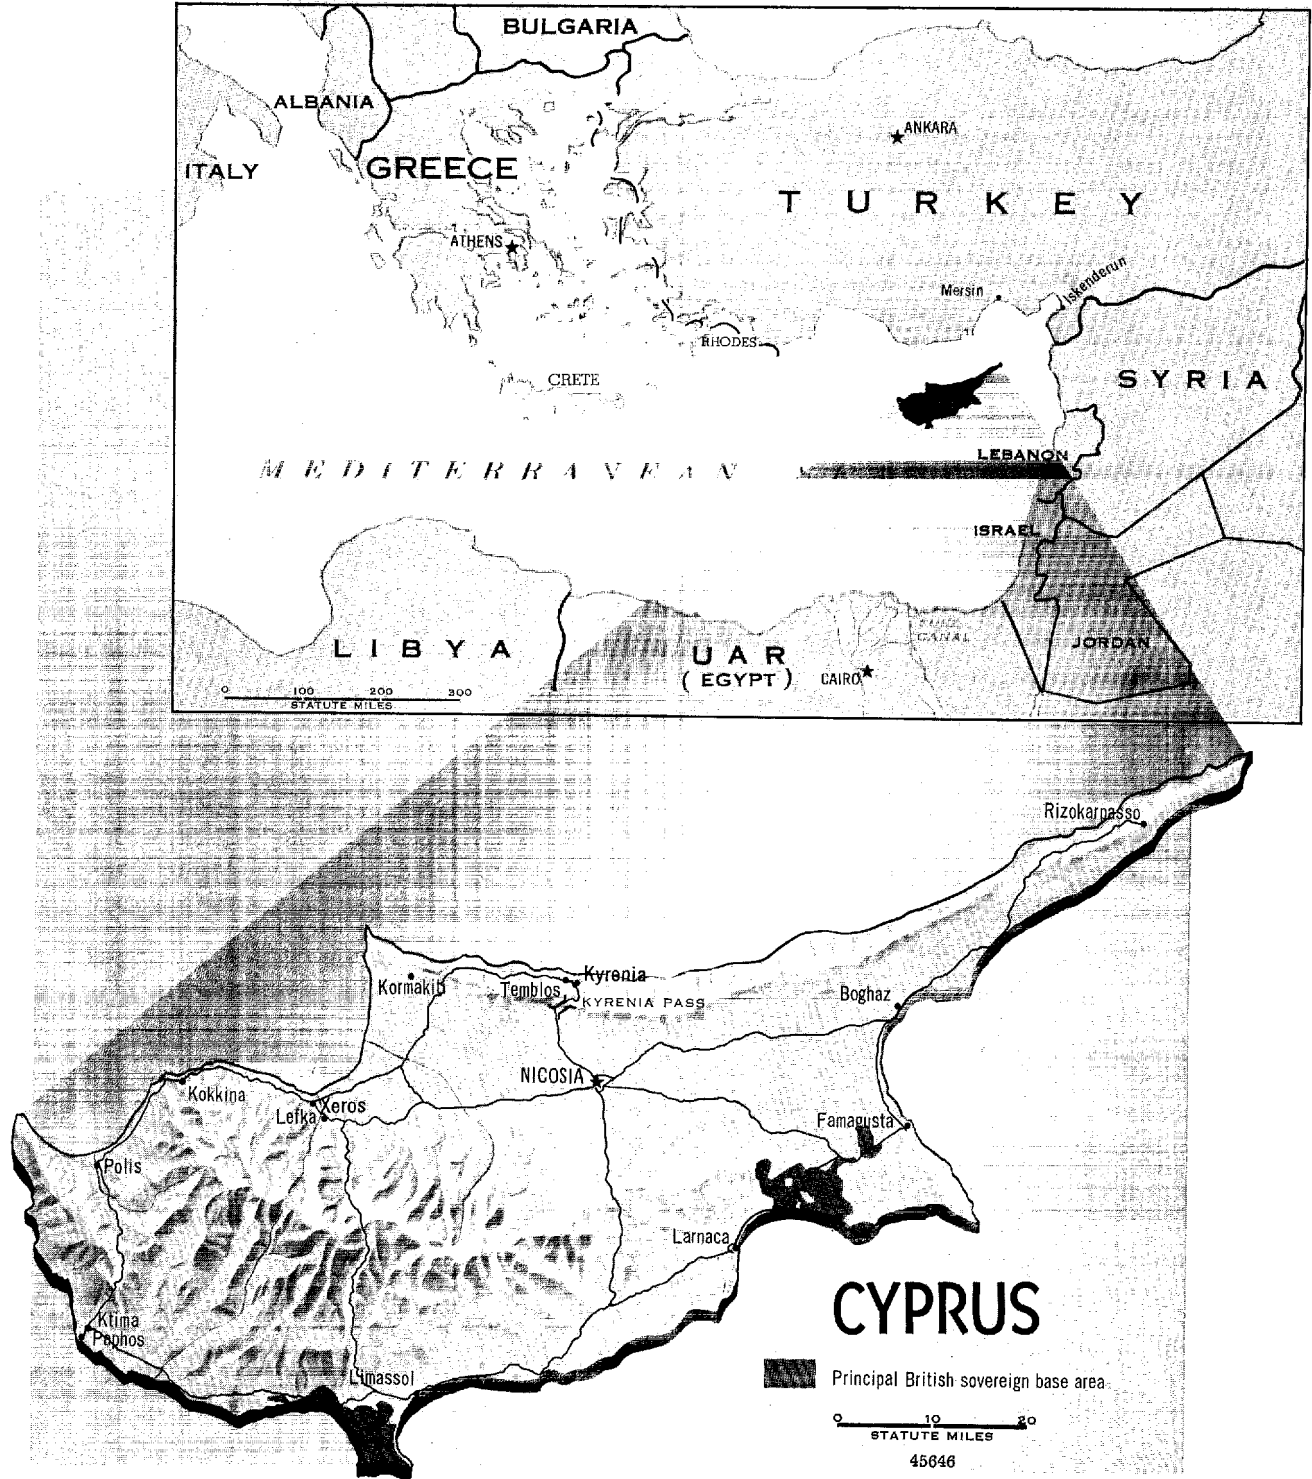 BULGARIA
ALBANIA
ITALY
GREECE
ANKARA
TURKEY
ATHENS
Mersin
Iskenderun
RHODES
CRETE
SYRIA
LEBANON
MEDITERRANEAN
ISRAEL
LIBYA
UAR
(EGYPT)
CAIRO
CANAL
JORDAN
0 100 200 300
STATUTE MILES
Rizokarpasso
Kormakiti
Temblos
Kyrenia
KYRENIA PASS
Boghaz
NICOSIA
Kokkina
Xeros
Lefka
Famagusta
Polis
Larnaca
Ktima
Paphos
Limassol
CYPRUS
Principal British sovereign base area
0 10 20
STATUTE MILES
45646